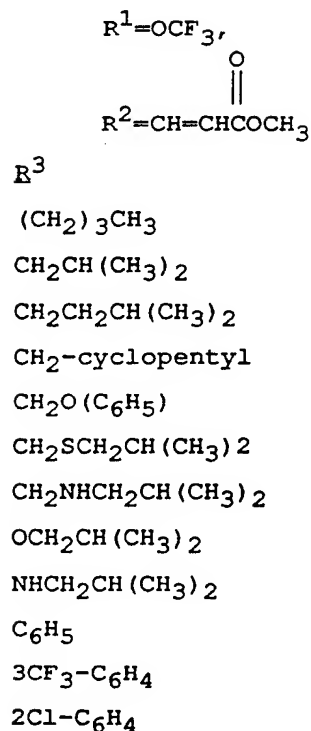 R¹=OCF₃,
O
||
R²=CH=CHCOCH₃
R³
(CH₂)₃CH₃
CH₂CH(CH₃)₂
CH₂CH₂CH(CH₃)₂
CH₂-cyclopentyl
CH₂O(C₆H₅)
CH₂SCH₂CH(CH₃)2
CH₂NHCH₂CH(CH₃)₂
OCH₂CH(CH₃)₂
NHCH₂CH(CH₃)₂
C₆H₅
3CF₃-C₆H₄
2Cl-C₆H₄